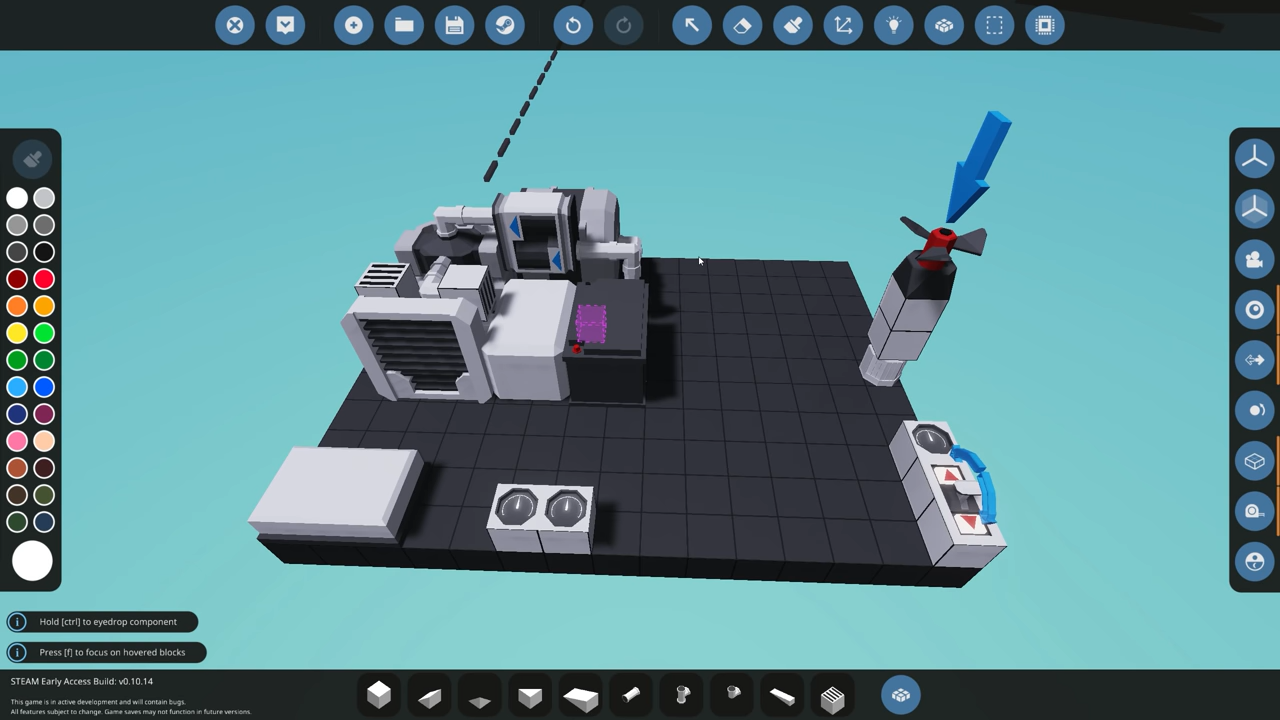 Hold [ctrl] to eyedrop component
Press [f] to focus on hovered blocks
STEAM Early Access Build: v0.10.14
This game is in active development and will contain bugs.
All features subject to change. Game saves may not function in future versions.